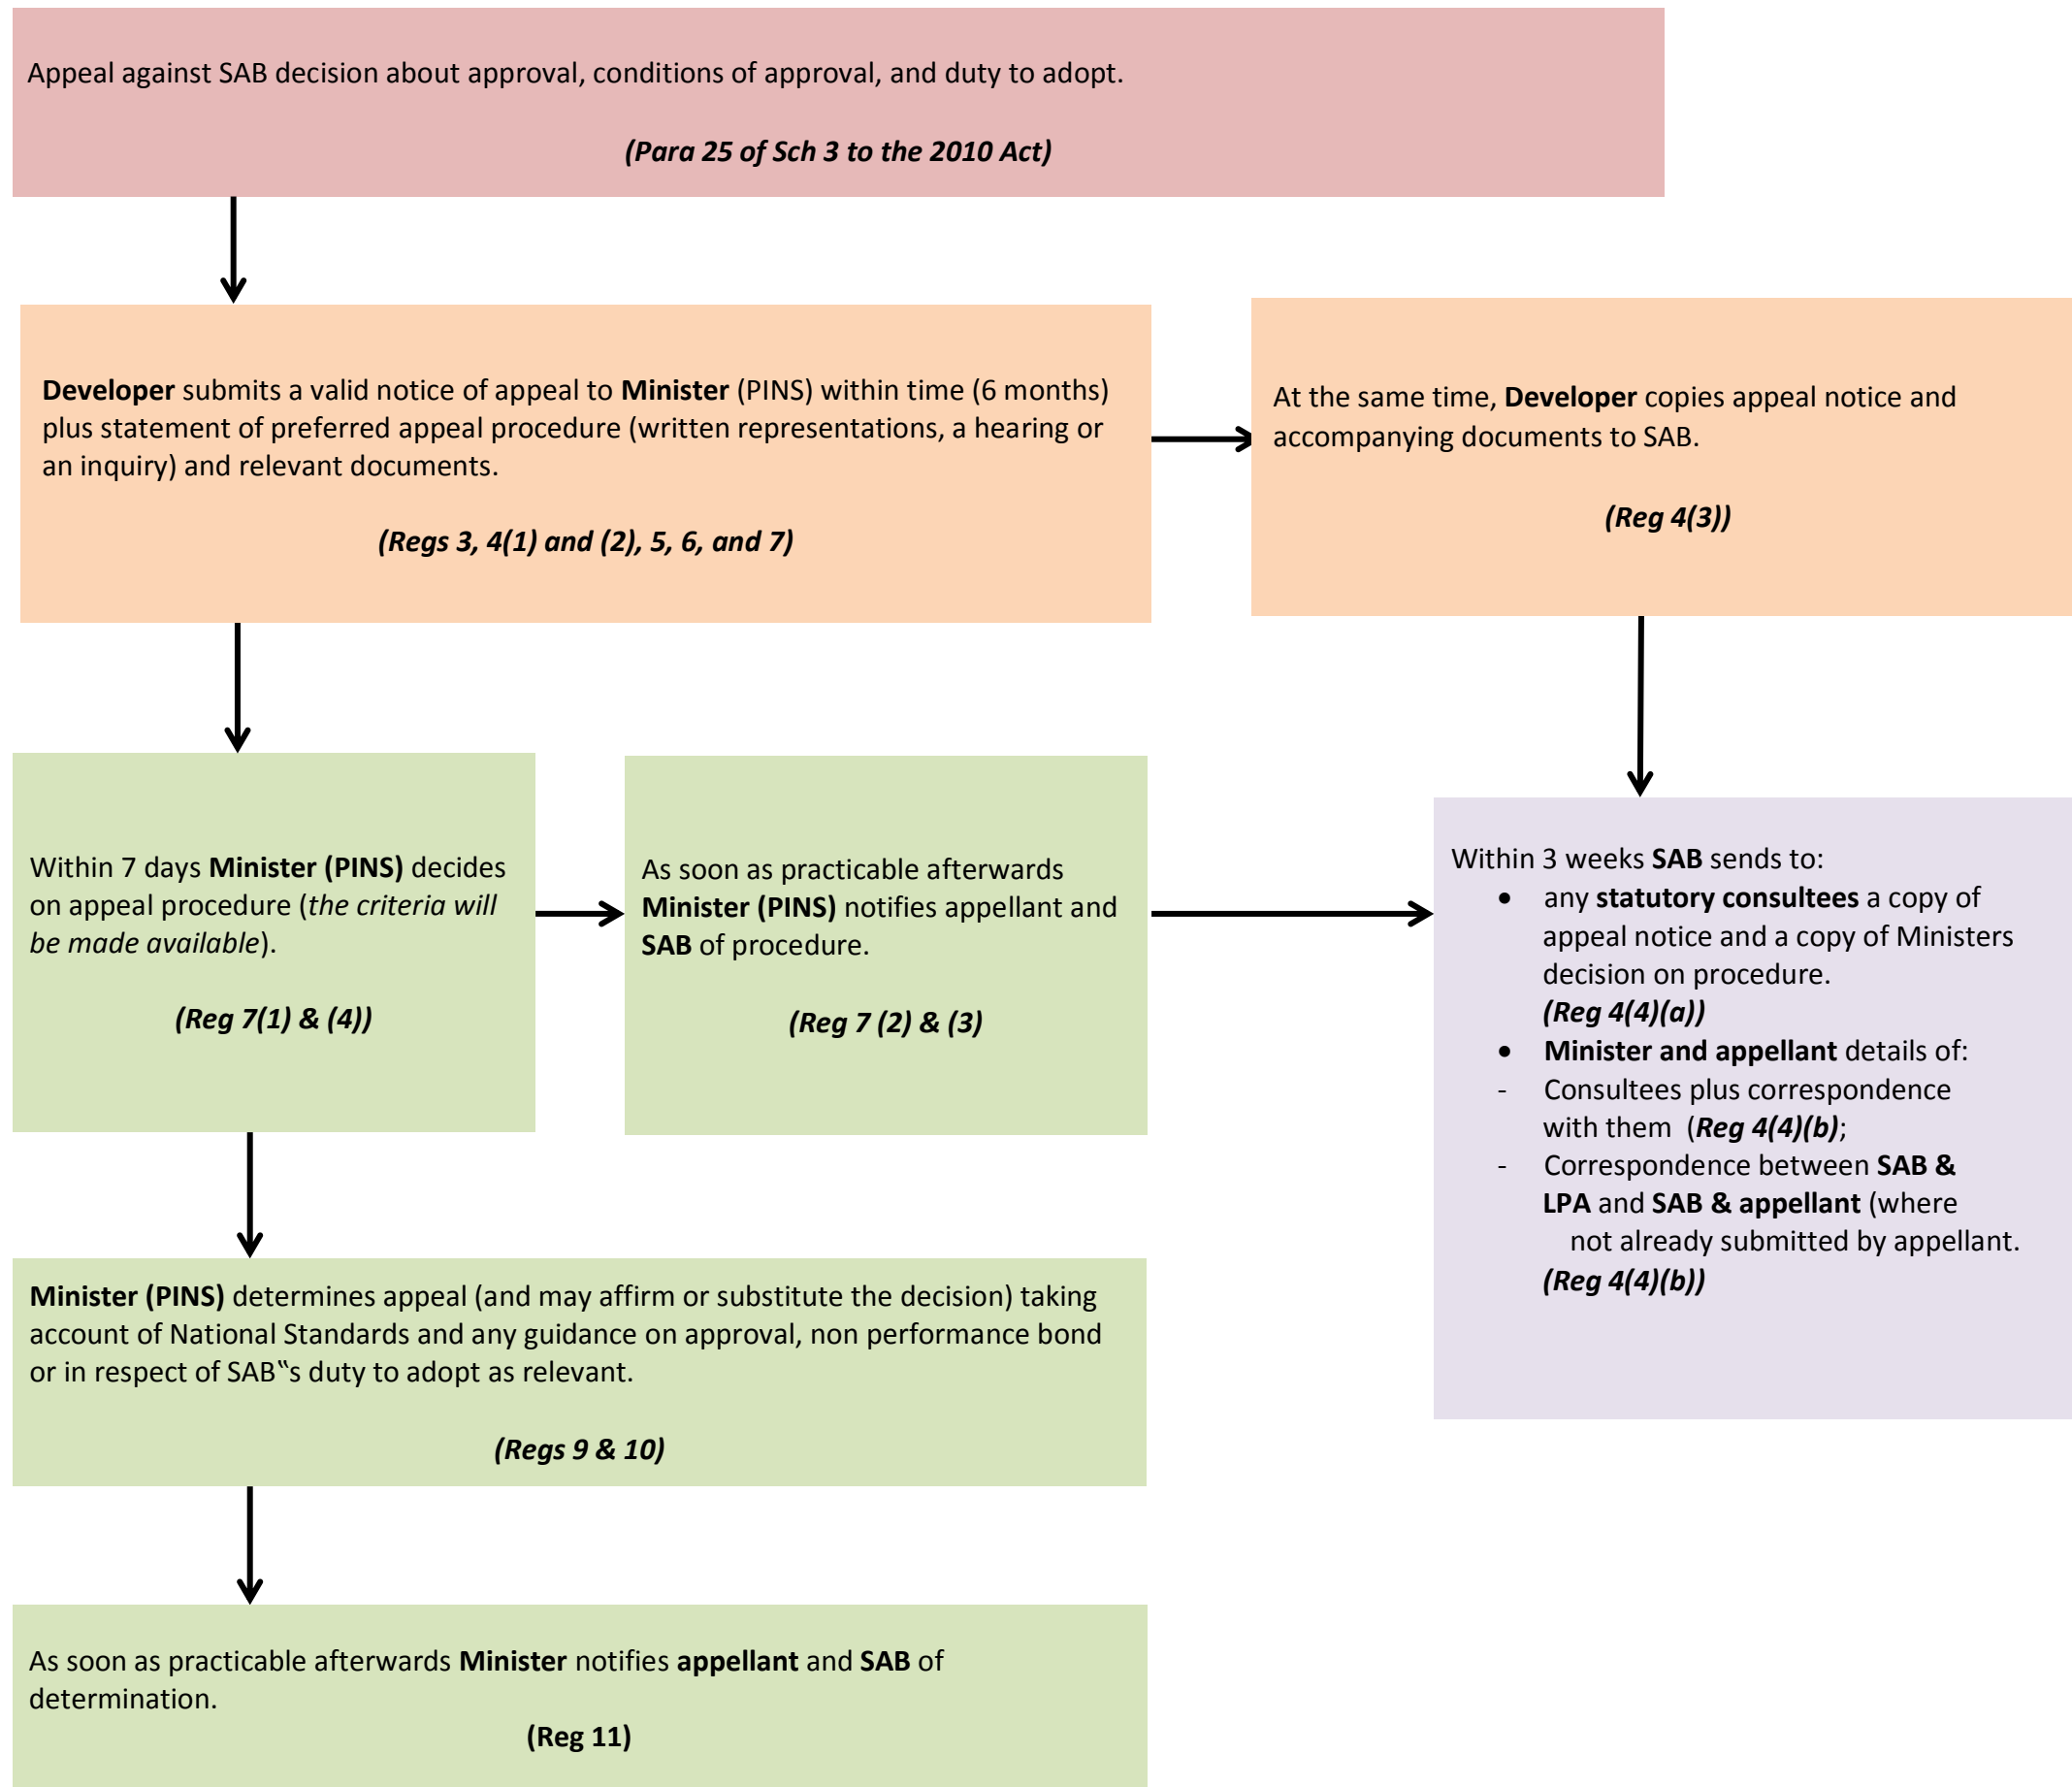 Appeal against SAB decision about approval, conditions of approval, and duty to adopt.
(Para 25 of Sch 3 to the 2010 Act)
Developer submits a valid notice of appeal to Minister (PINS) within time (6 months)
plus statement of preferred appeal procedure (written representations, a hearing or
an inquiry) and relevant documents.
(Regs 3, 4(1) and (2), 5, 6, and 7)
At the same time, Developer copies appeal notice and
accompanying documents to SAB.
(Reg 4(3))
Within 7 days Minister (PINS) decides
on appeal procedure (the criteria will
be made available).
(Reg 7(1) & (4))
As soon as practicable afterwards
Minister (PINS) notifies appellant and
SAB of procedure.
(Reg 7 (2) & (3)
Within 3 weeks SAB sends to:
• any statutory consultees a copy of
appeal notice and a copy of Ministers
decision on procedure.
(Reg 4(4)(a))
• Minister and appellant details of:
- Consultees plus correspondence
with them (Reg 4(4)(b);
- Correspondence between SAB &
LPA and SAB & appellant (where
not already submitted by appellant.
(Reg 4(4)(b))
Minister (PINS) determines appeal (and may affirm or substitute the decision) taking
account of National Standards and any guidance on approval, non performance bond
or in respect of SAB‟s duty to adopt as relevant.
(Regs 9 & 10)
As soon as practicable afterwards Minister notifies appellant and SAB of
determination.
(Reg 11)